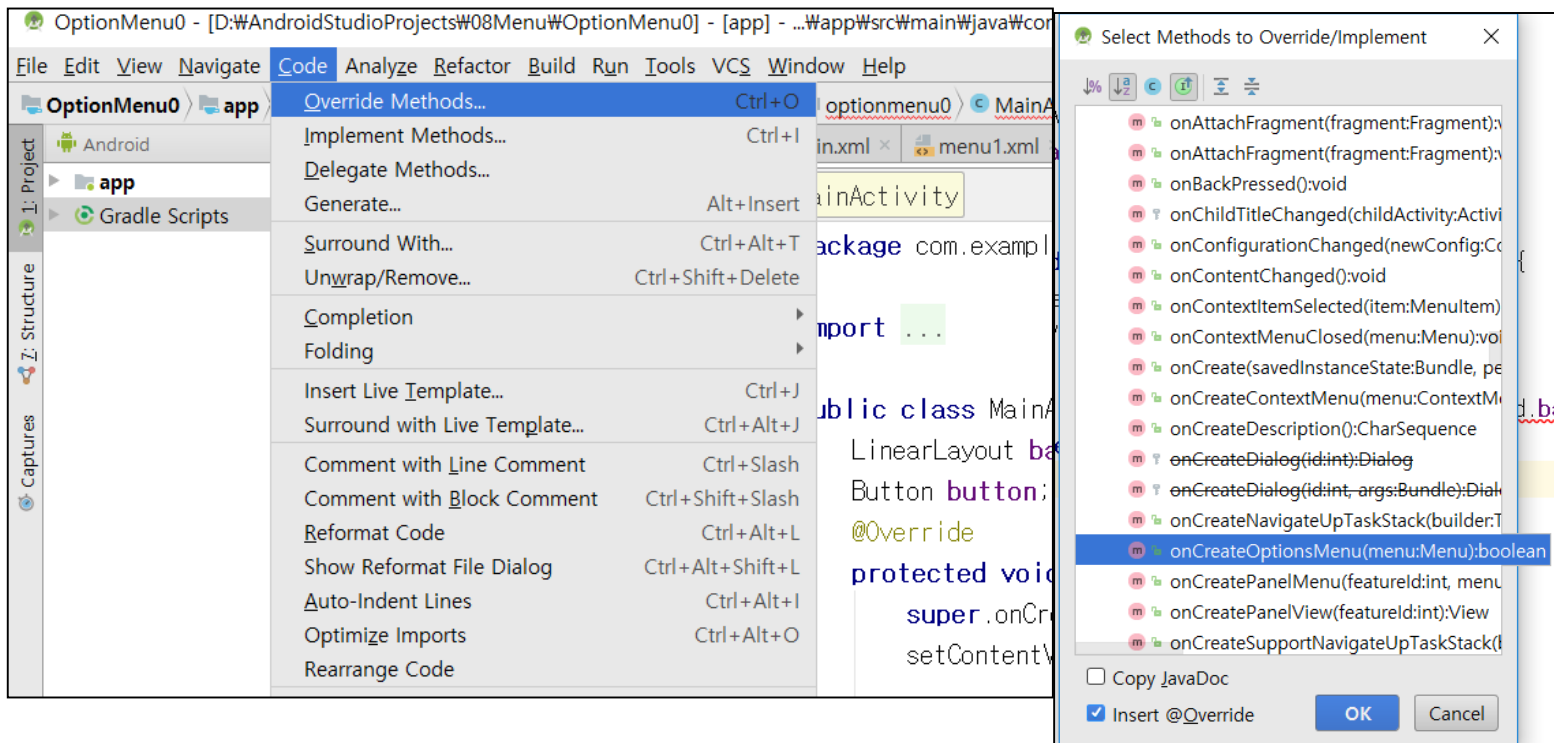 OptionMenu0 - [D:₩AndroidStudioProjects₩08Menu₩OptionMenu0] - [app] - ...₩app₩src₩main₩java₩cor
File Edit View Navigate Code Analyze Refactor Build Run Tools VCS Window Help
OptionMenu0 app optionmenu0 MainA
1: Project
7: Structure
Captures
Android
app
Gradle Scripts
Override Methods... Ctrl+O
Implement Methods... Ctrl+I
Delegate Methods...
Generate... Alt+Insert
Surround With... Ctrl+Alt+T
Unwrap/Remove... Ctrl+Shift+Delete
Completion
Folding
Insert Live Template... Ctrl+J
Surround with Live Template... Ctrl+Alt+J
Comment with Line Comment Ctrl+Slash
Comment with Block Comment Ctrl+Shift+Slash
Reformat Code Ctrl+Alt+L
Show Reformat File Dialog Ctrl+Alt+Shift+L
Auto-Indent Lines Ctrl+Alt+I
Optimize Imports Ctrl+Alt+O
Rearrange Code
in.xml menu1.xml
ainActivity
ackage com.exampl
mport ...
ublic class MainA
LinearLayout ba
Button button;
@Override
protected void
super.onCre
setContentV
Select Methods to Override/Implement
onAttachFragment(fragment:Fragment):v
onAttachFragment(fragment:Fragment):v
onBackPressed():void
onChildTitleChanged(childActivity:Activi
onConfigurationChanged(newConfig:Co
onContentChanged():void
onContextItemSelected(item:MenuItem)
onContextMenuClosed(menu:Menu):voi
onCreate(savedInstanceState:Bundle, pe
onCreateContextMenu(menu:ContextM
onCreateDescription():CharSequence
onCreateDialog(id:int):Dialog
onCreateDialog(id:int, args:Bundle):Dial
onCreateNavigateUpTaskStack(builder:T
onCreateOptionsMenu(menu:Menu):boolean
onCreatePanelMenu(featureId:int, menu
onCreatePanelView(featureId:int):View
onCreateSupportNavigateUpTaskStack(b
Copy JavaDoc
Insert @Override
OK Cancel
{
d.ba